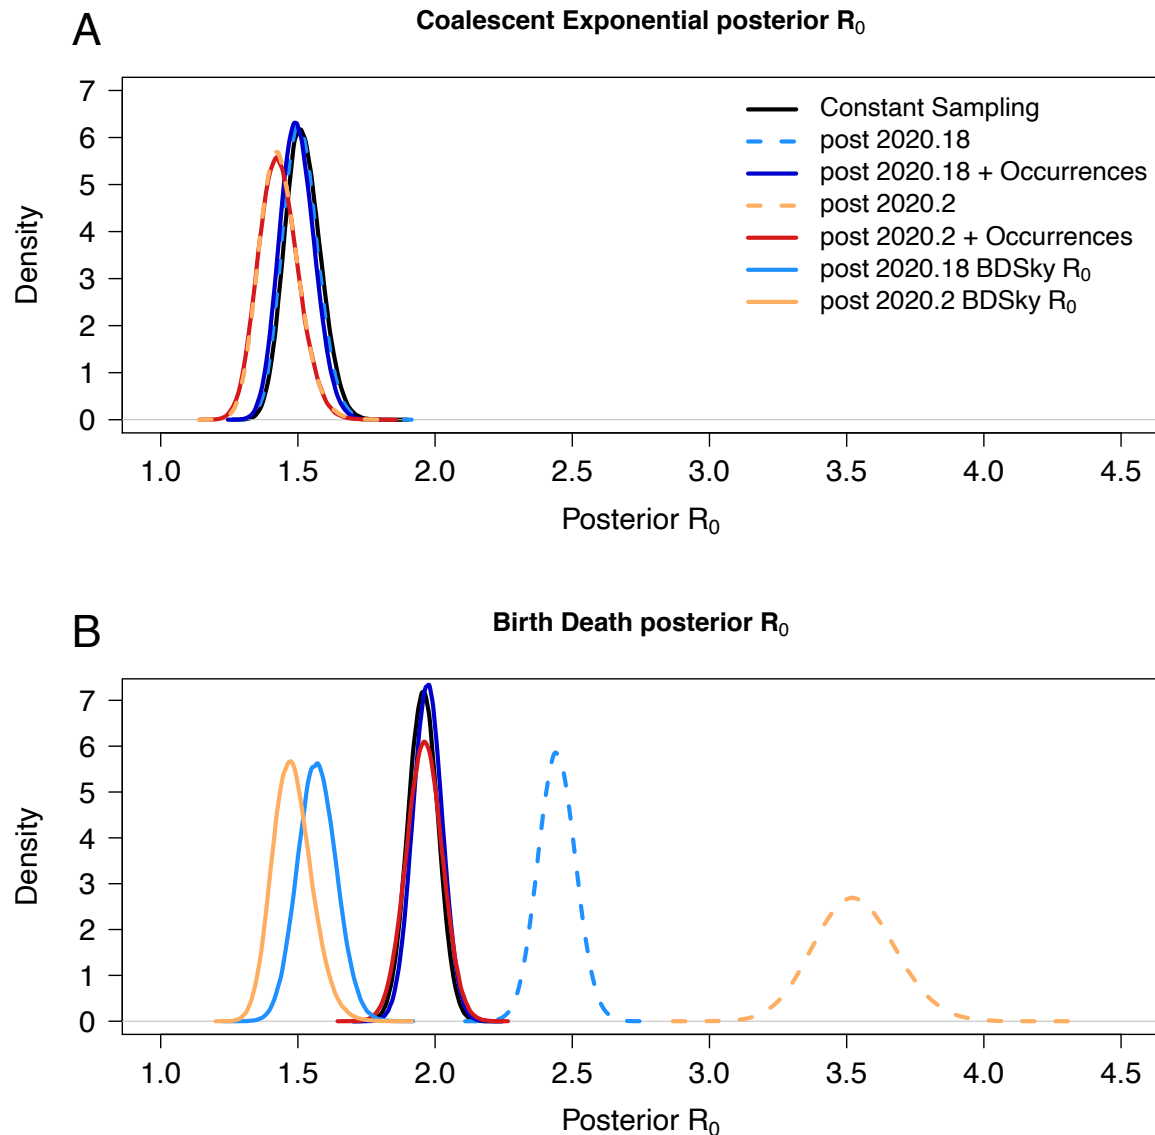 A
Coalescent Exponential posterior R0
7
6
5
4
3
2
1
0
Density
Constant Sampling
post 2020.18
post 2020.18 + Occurrences
post 2020.2
post 2020.2 + Occurrences
post 2020.18 BDSky R0
post 2020.2 BDSky R0
1.0 1.5 2.0 2.5 3.0 3.5 4.0 4.5
Posterior R0
B
Birth Death posterior R0
7
6
5
4
3
2
1
0
Density
1.0 1.5 2.0 2.5 3.0 3.5 4.0 4.5
Posterior R0